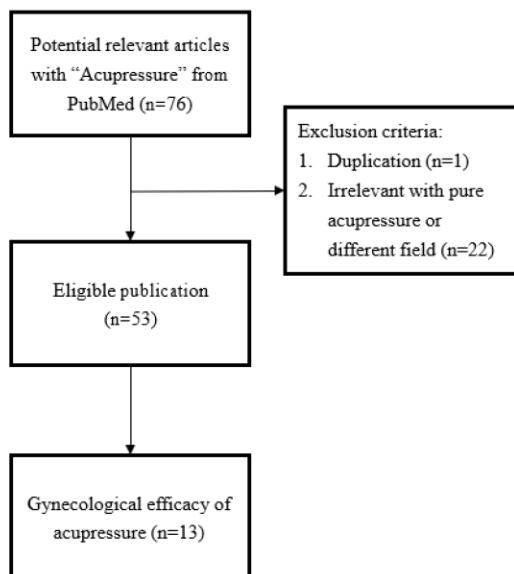 Potential relevant articles
with “Acupressure” from
PubMed (n=76)
Exclusion criteria:
1. Duplication (n=1)
2. Irrelevant with pure
acupressure or
different field (n=22)
Eligible publication
(n=53)
Gynecological efficacy of
acupressure (n=13)